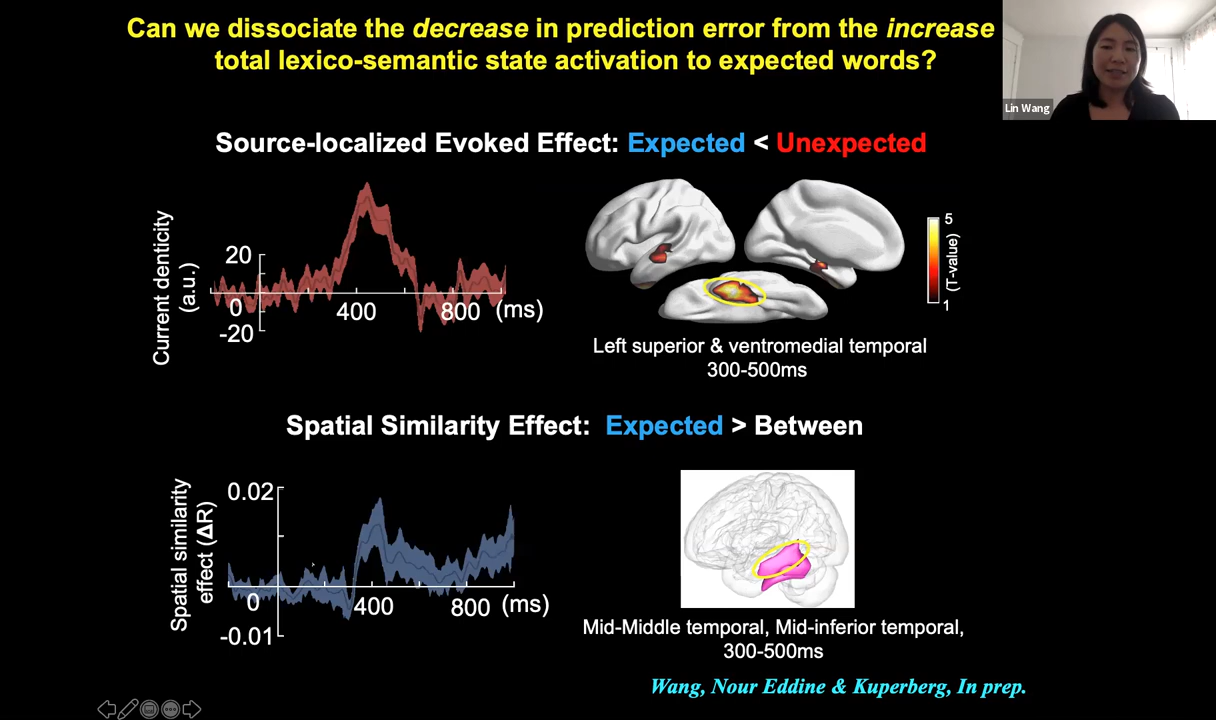 Can we dissociate the decrease in prediction error from the increase
total lexico-semantic state activation to expected words?
Lin Wang
Source-localized Evoked Effect: Expected < Unexpected
Current denticity
(a.u.)
20
0
-20
400
800
(ms)
5
(T-value)
1
Left superior & ventromedial temporal
300-500ms
Spatial Similarity Effect: Expected > Between
Spatial similarity
effect (ΔR)
0.02
0
-0.01
400
800
(ms)
Mid-Middle temporal, Mid-inferior temporal,
300-500ms
Wang, Nour Eddine & Kuperberg, In prep.